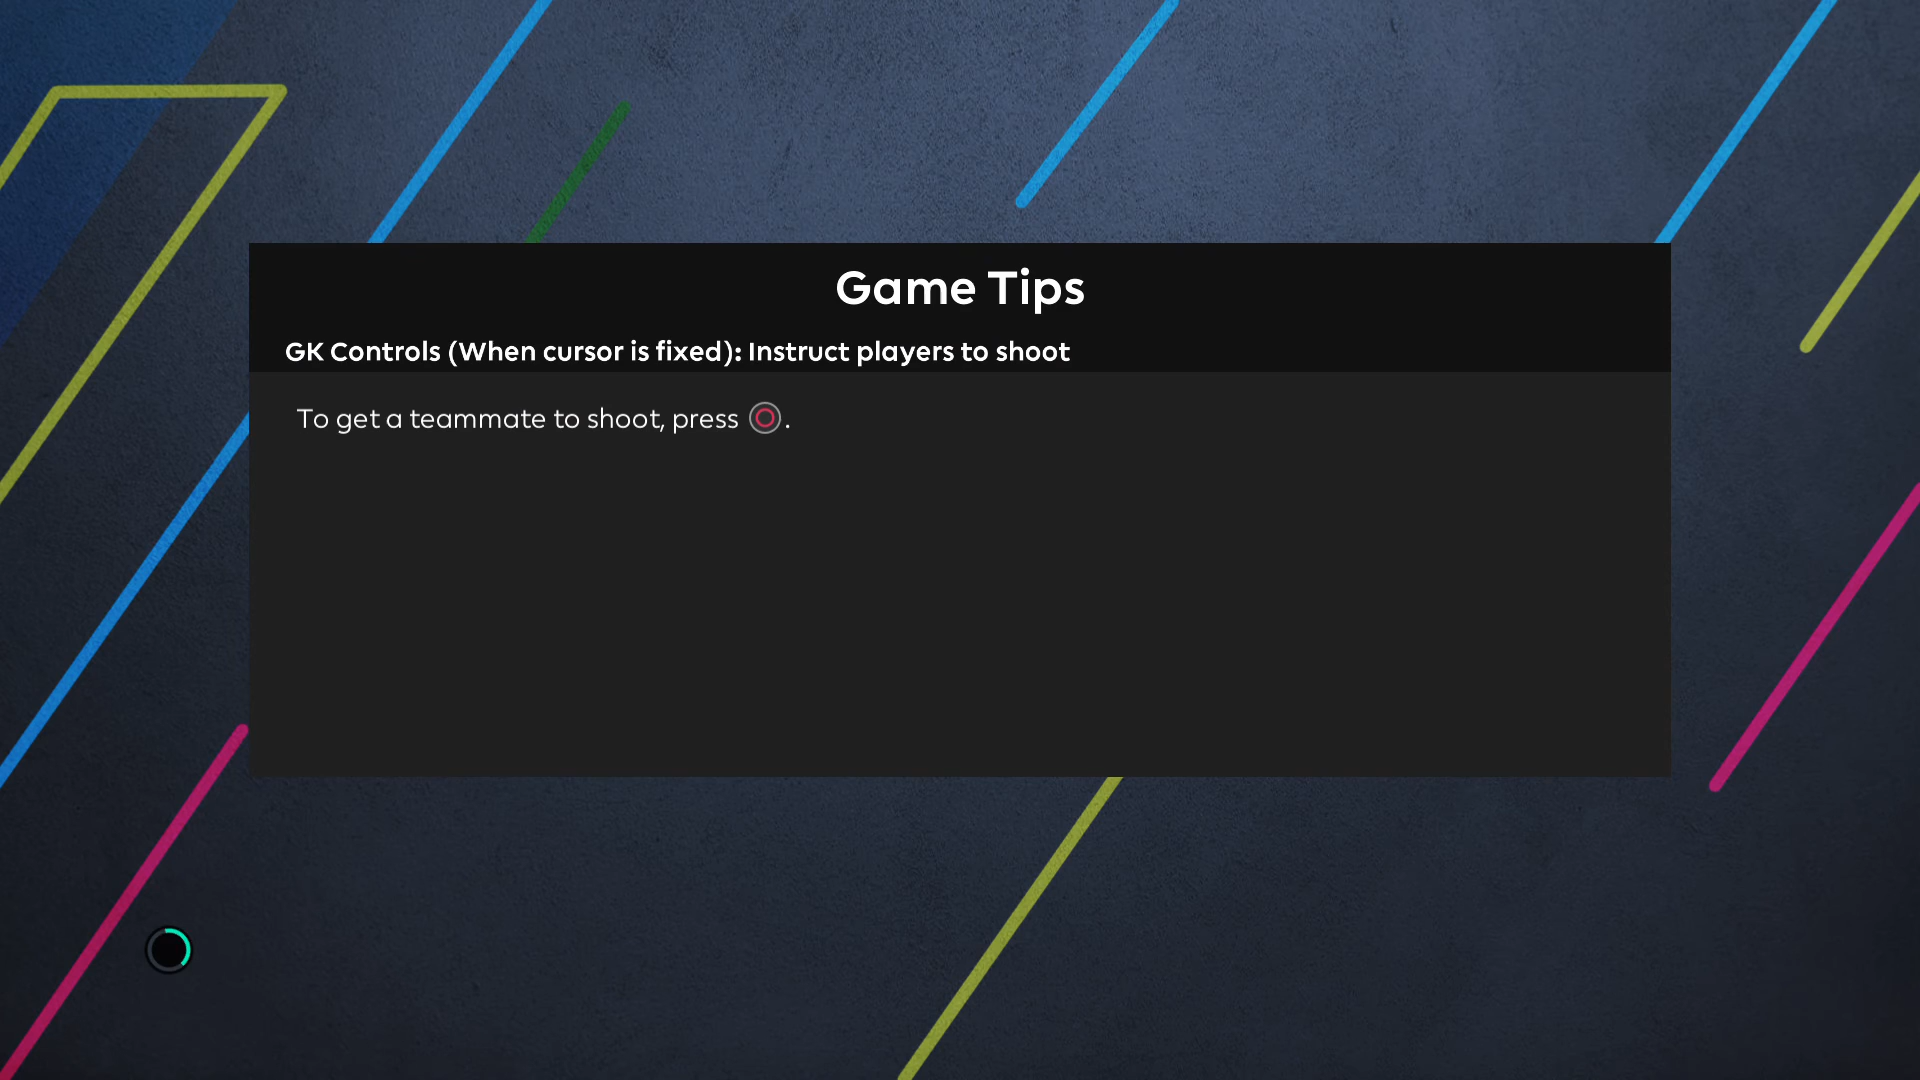 Game Tips
GK Controls (When cursor is fixed): Instruct players to shoot
To get a teammate to shoot, press ◯.